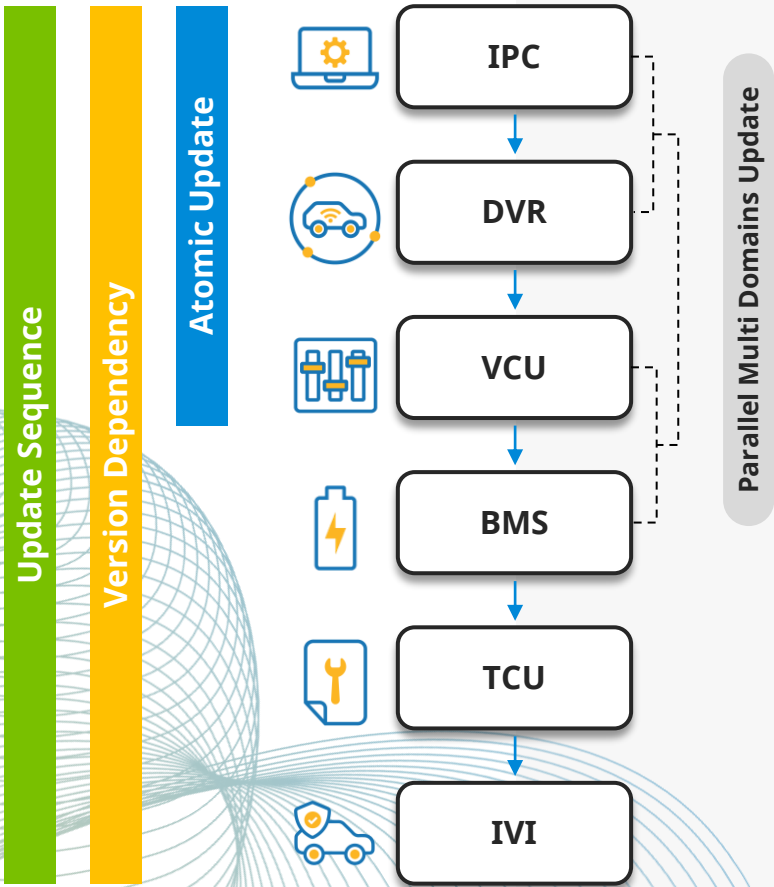 Update Sequence
Version Dependency
Atomic Update
IPC
DVR
VCU
BMS
TCU
IVI
Parallel Multi Domains Update